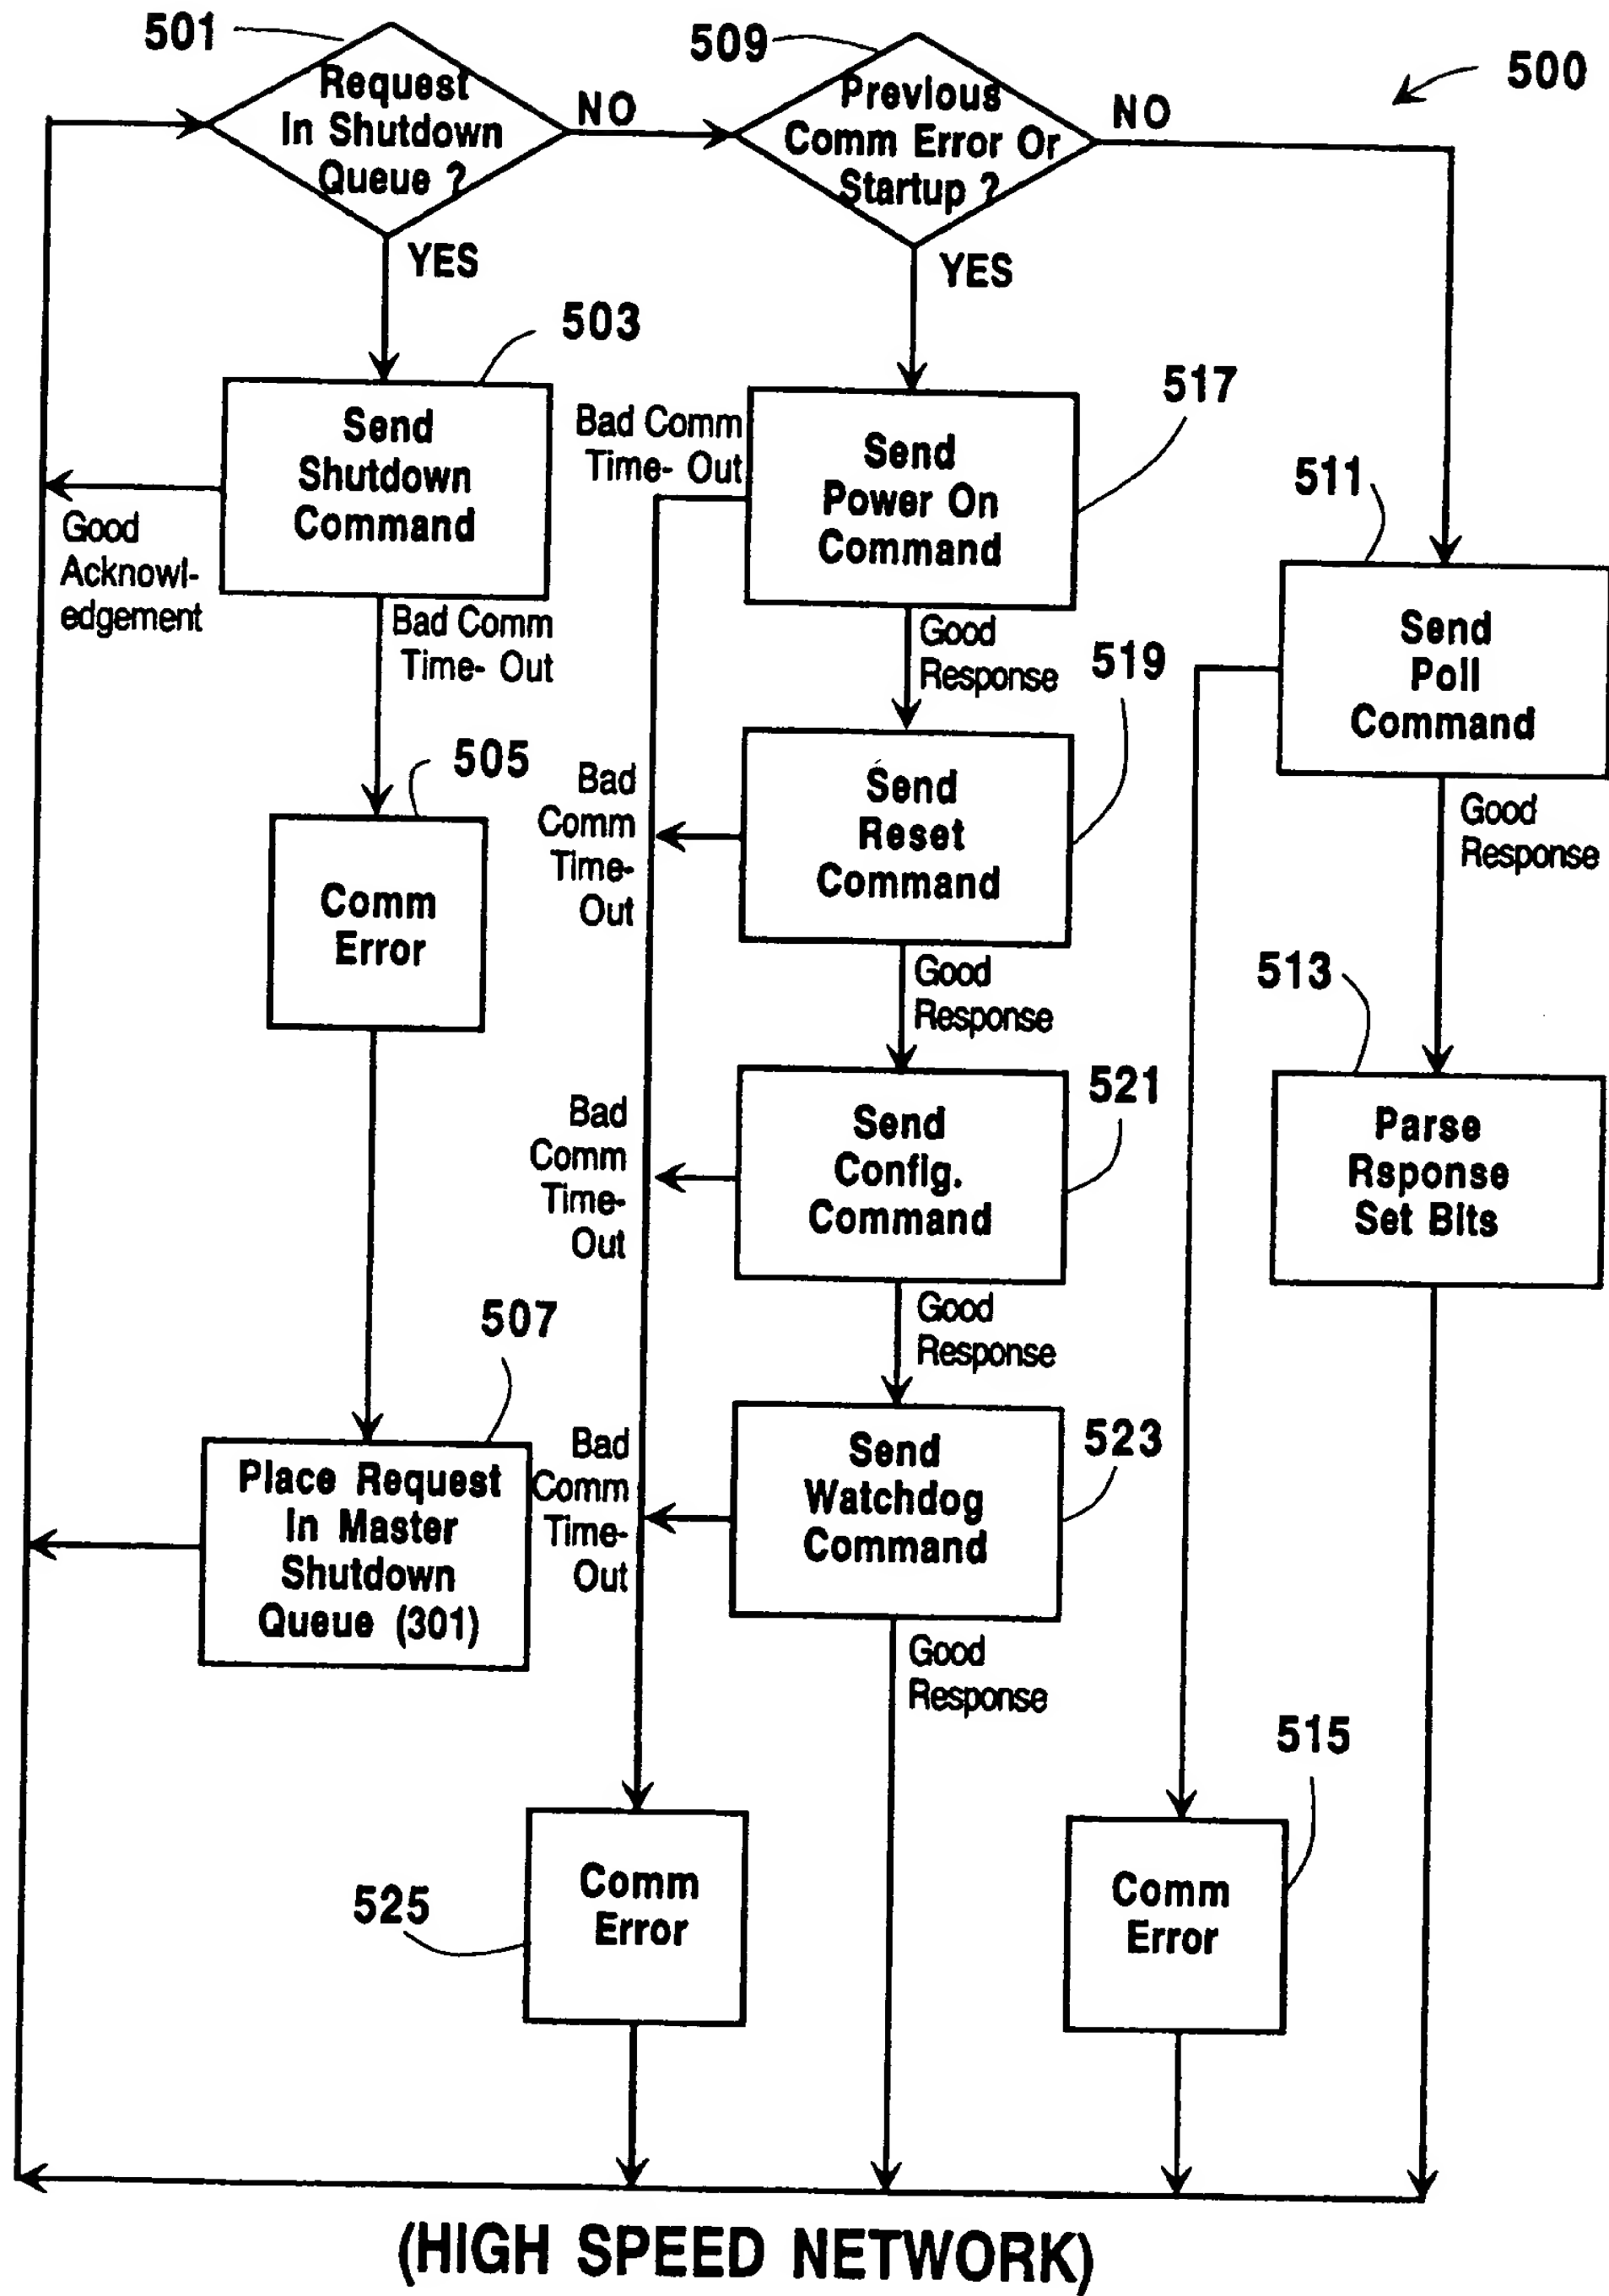 501
Request
In Shutdown
Queue ?
NO
YES
509
Previous
Comm Error Or
Startup ?
NO
YES
500
503
Send
Shutdown
Command
Good
Acknowl-
edgement
Bad Comm
Time- Out
505
Comm
Error
507
Place Request
In Master
Shutdown
Queue (301)
517
Bad Comm
Time- Out
Send
Power On
Command
Good
Response
519
Bad
Comm
Time-
Out
Send
Reset
Command
Good
Response
521
Bad
Comm
Time-
Out
Send
Config.
Command
Good
Response
523
Bad
Comm
Time-
Out
Send
Watchdog
Command
Good
Response
525
Comm
Error
511
Send
Poll
Command
Good
Response
513
Parse
Rsponse
Set Bits
515
Comm
Error
(HIGH SPEED NETWORK)